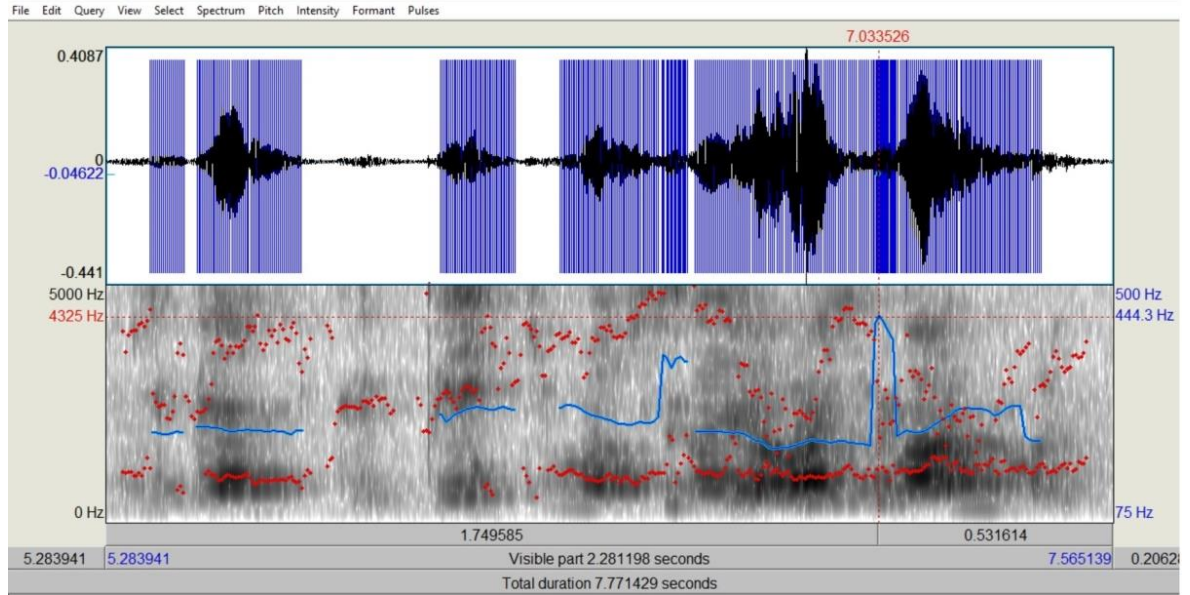 File Edit Query View Select Spectrum Pitch Intensity Formant Pulses
7.033526
0.4087
0
-0.04622
-0.441
5000 Hz 500 Hz
4325 Hz 444.3 Hz
0 Hz 75 Hz
1.749585 0.531614
5.283941 5.283941 Visible part 2.281198 seconds 7.565139 0.20628
Total duration 7.771429 seconds